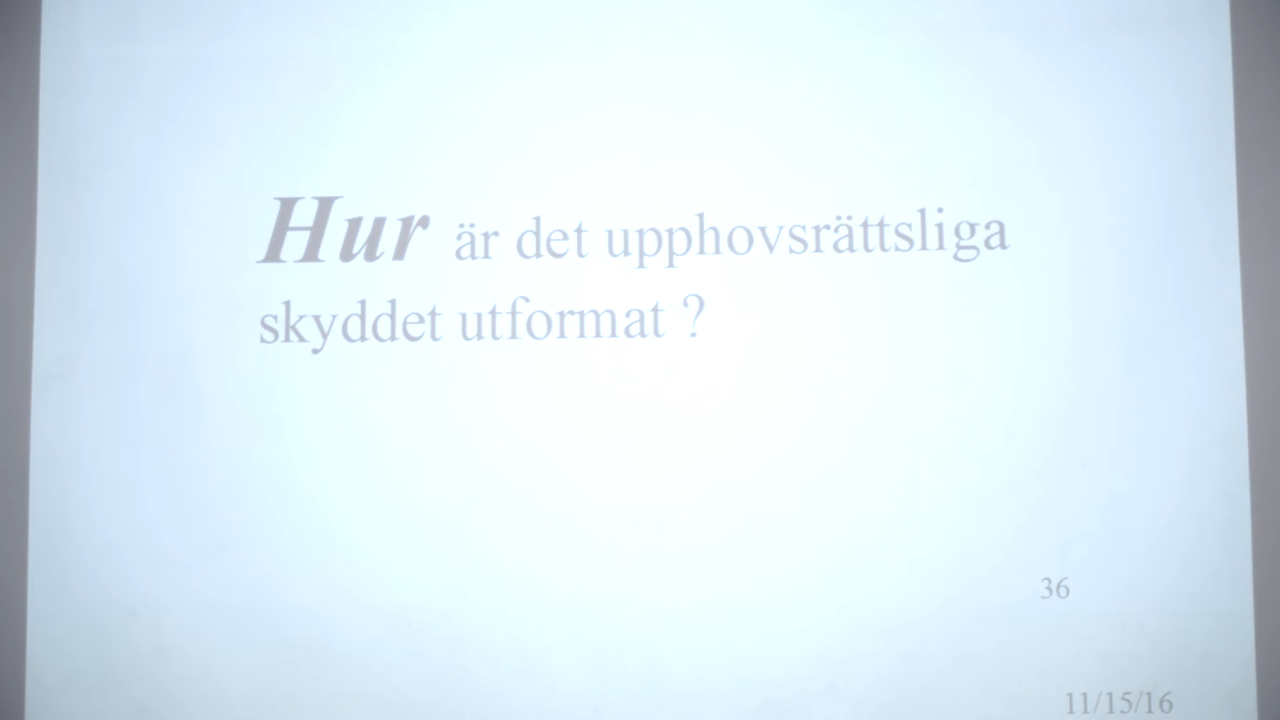 Hur är det upphovsrättsliga
skyddet utformat ?
36
11/15/16